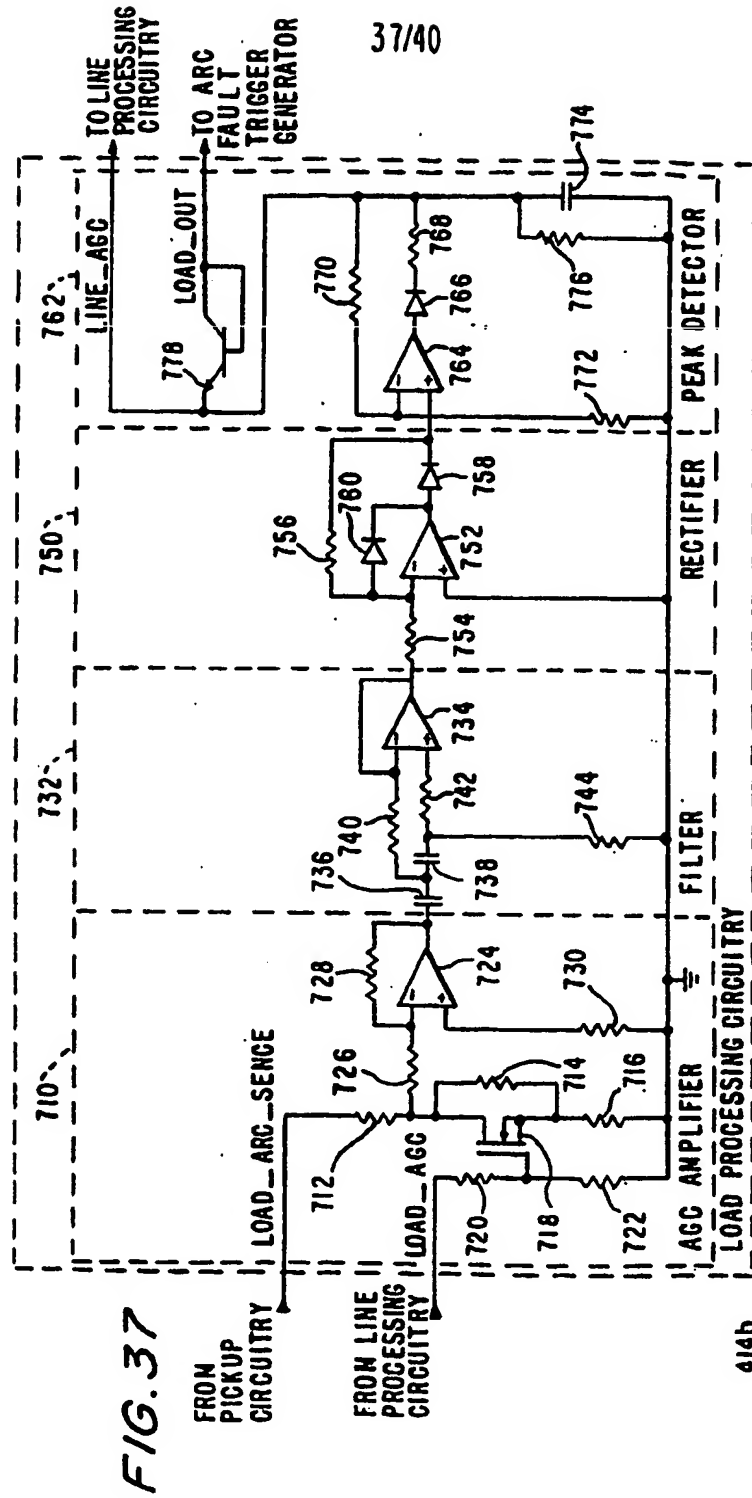 37/40
FIG. 37
FROM
PICKUP
CIRCUITRY
FROM LINE
PROCESSING
CIRCUITRY
LOAD_ARC_SENCE
LOAD_AGC
710
712
714
716
718
720
722
724
726
728
730
AGC AMPLIFIER
732
734
736
738
740
742
744
FILTER
750
752
754
756
758
780
RECTIFIER
762
764
766
768
770
772
774
776
778
PEAK DETECTOR
LINE_AGC
LOAD_OUT
TO LINE
PROCESSING
CIRCUITRY
TO ARC
FAULT
TRIGGER
GENERATOR
LOAD PROCESSING CIRCUITRY
414b